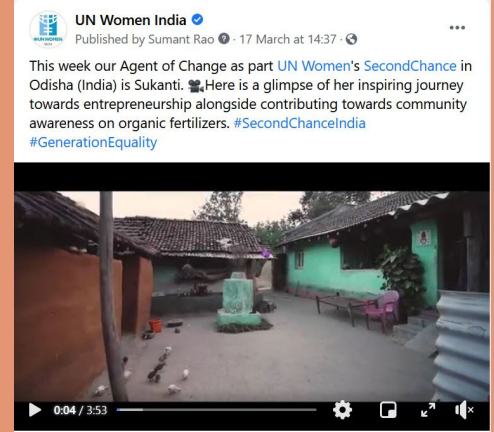 UN Women India
Published by Sumant Rao · 17 March at 14:37 ·
This week our Agent of Change as part UN Women's SecondChance in
Odisha (India) is Sukanti. 🎥Here is a glimpse of her inspiring journey
towards entrepreneurship alongside contributing towards community
awareness on organic fertilizers. #SecondChanceIndia
#GenerationEquality
0:04 / 3:53